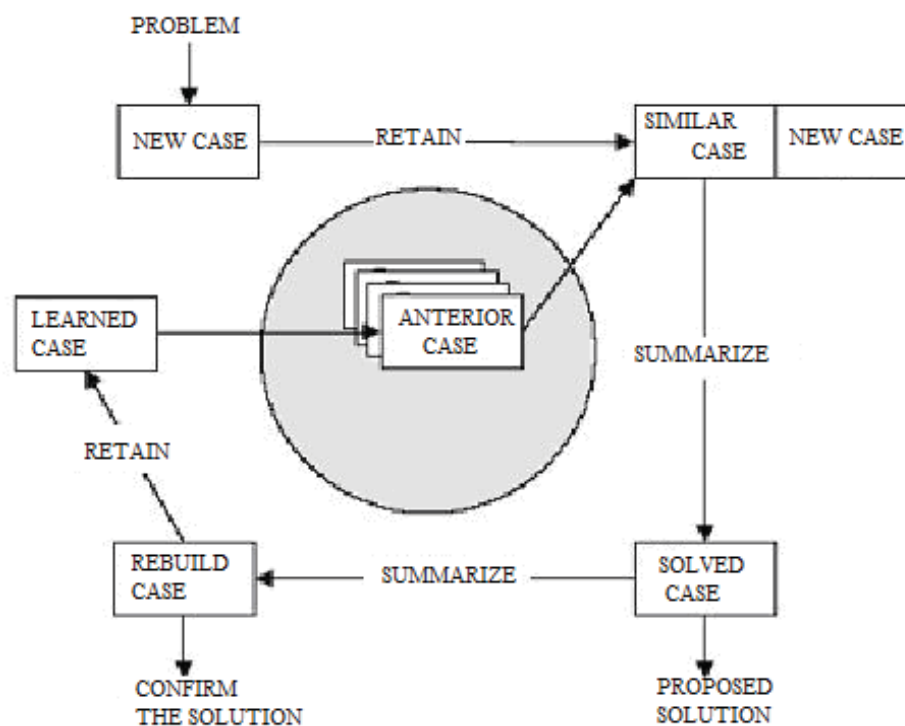 PROBLEM
NEW CASE
RETAIN
SIMILAR
CASE
NEW CASE
LEARNED
CASE
ANTERIOR
CASE
SUMMARIZE
RETAIN
REBUILD
CASE
SUMMARIZE
SOLVED
CASE
CONFIRM
THE SOLUTION
PROPOSED
SOLUTION